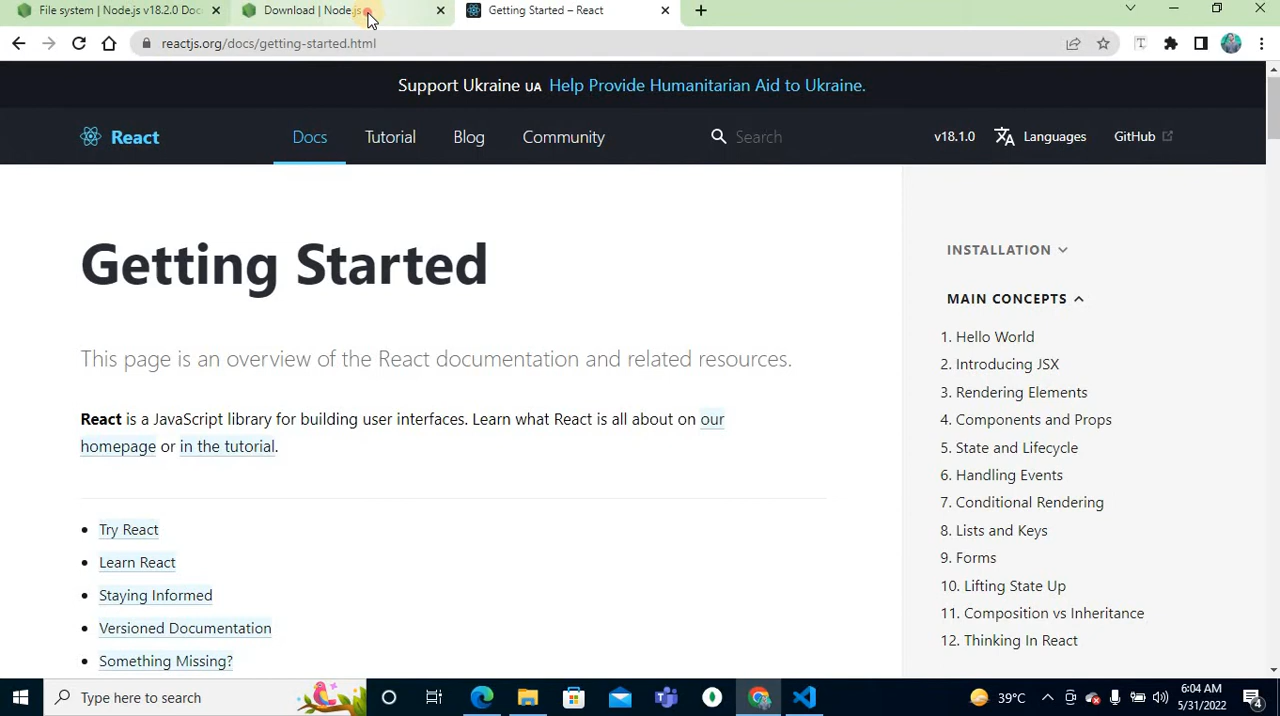 File system | Node.js v18.2.0 Doc
Download | Node.js
Getting Started – React
reactjs.org/docs/getting-started.html
Support Ukraine UA Help Provide Humanitarian Aid to Ukraine.
React
Docs
Tutorial
Blog
Community
Search
v18.1.0
Languages
GitHub
Getting Started
This page is an overview of the React documentation and related resources.
React is a JavaScript library for building user interfaces. Learn what React is all about on our
homepage or in the tutorial.
Try React
Learn React
Staying Informed
Versioned Documentation
Something Missing?
INSTALLATION
MAIN CONCEPTS
1. Hello World
2. Introducing JSX
3. Rendering Elements
4. Components and Props
5. State and Lifecycle
6. Handling Events
7. Conditional Rendering
8. Lists and Keys
9. Forms
10. Lifting State Up
11. Composition vs Inheritance
12. Thinking In React
Type here to search
39°C
6:04 AM
5/31/2022
4